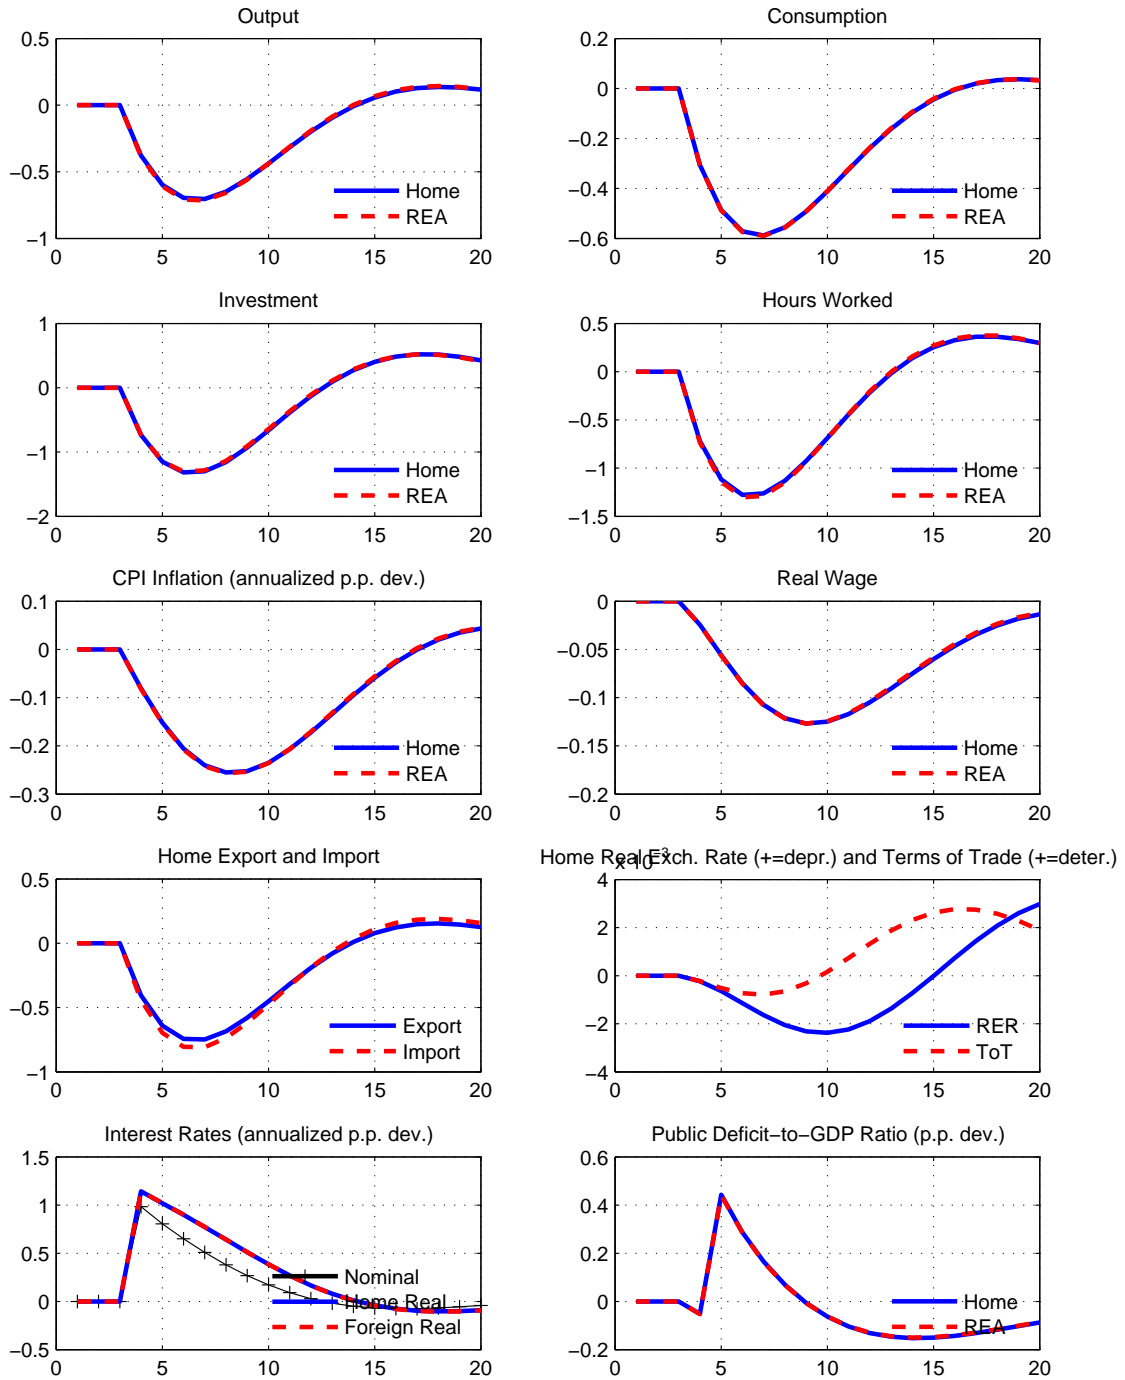 Output
0.5
0
−0.5
−1
0 5 10 15 20
Home
REA
Consumption
0.2
0
−0.2
−0.4
−0.6
0 5 10 15 20
Home
REA
Investment
1
0
−1
−2
0 5 10 15 20
Home
REA
Hours Worked
0.5
0
−0.5
−1
−1.5
0 5 10 15 20
Home
REA
CPI Inflation (annualized p.p. dev.)
0.1
0
−0.1
−0.2
−0.3
0 5 10 15 20
Home
REA
Real Wage
0
−0.05
−0.1
−0.15
−0.2
0 5 10 15 20
Home
REA
Home Export and Import
0.5
0
−0.5
−1
0 5 10 15 20
Export
Import
Home Real Exch. Rate (+=depr.) and Terms of Trade (+=deter.)
x 10^−3
4
2
0
−2
−4
0 5 10 15 20
RER
ToT
Interest Rates (annualized p.p. dev.)
1.5
1
0.5
0
−0.5
0 5 10 15 20
Nominal
Home Real
Foreign Real
Public Deficit−to−GDP Ratio (p.p. dev.)
0.6
0.4
0.2
0
−0.2
0 5 10 15 20
Home
REA